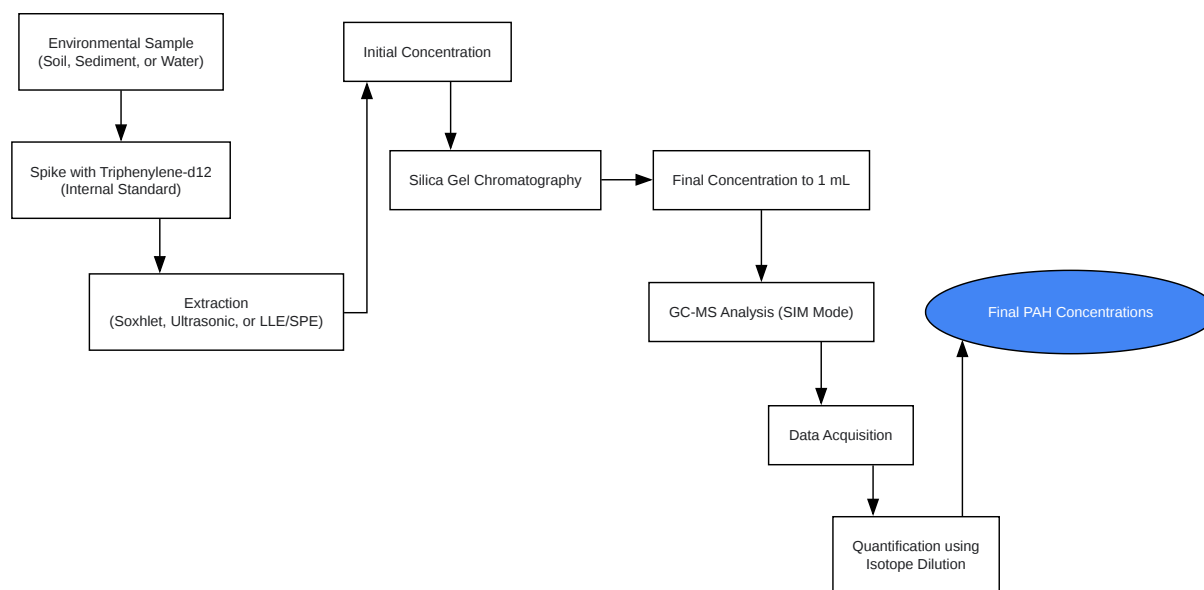 Environmental Sample
(Soil, Sediment, or Water)
Spike with Triphenylene-d12
(Internal Standard)
Extraction
(Soxhlet, Ultrasonic, or LLE/SPE)
Initial Concentration
Silica Gel Chromatography
Final Concentration to 1 mL
GC-MS Analysis (SIM Mode)
Data Acquisition
Quantification using
Isotope Dilution
Final PAH Concentrations